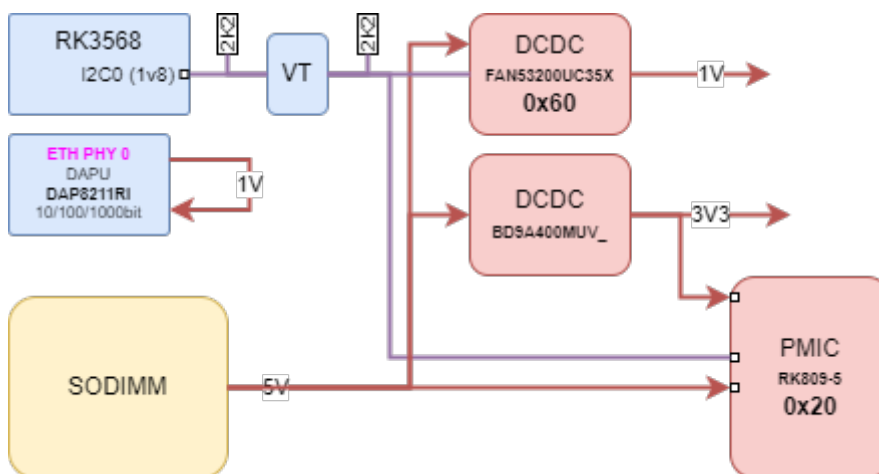 RK3568
I2C0 (1v8)
2K2
VT
2K2
DCDC
FAN53200UC35X
0x60
1V
ETH PHY 0
DAPU
DAP8211RI
10/100/1000bit
1V
DCDC
BD9A400MUV_
3V3
SODIMM
5V
PMIC
RK809-5
0x20